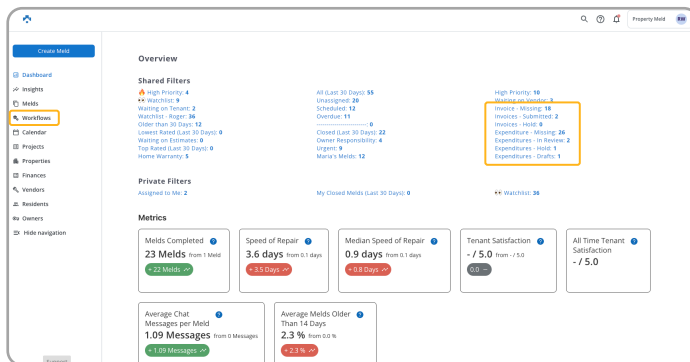 Property Meld
RW
Create Meld
Dashboard
Insights
Melds
Workflows
Calendar
Projects
Properties
Finances
Vendors
Residents
Owners
Hide navigation
Support
Overview
Shared Filters
🔥 High Priority: 4
👀 Watchlist: 9
Waiting on Tenant: 2
Watchlist - Roger: 36
Older than 30 Days: 12
Lowest Rated (Last 30 Days): 0
Waiting on Estimates: 0
Top Rated (Last 30 Days): 0
Home Warranty: 5
All (Last 30 Days): 55
Unassigned: 20
Scheduled: 12
Overdue: 11
--------------------: 0
Closed (Last 30 Days): 22
Owner Responsibility: 4
Urgent: 9
Maria's Melds: 12
High Priority: 10
Waiting on Vendor: 3
Invoice - Missing: 18
Invoices - Submitted: 2
Invoices - Hold: 0
Expenditure - Missing: 26
Expenditures - In Review: 2
Expenditures - Hold: 1
Expenditures - Drafts: 1
Private Filters
Assigned to Me: 2
My Closed Melds (Last 30 Days): 0
👀 Watchlist: 36
Metrics
Melds Completed ?
23 Melds from 1 Meld
+ 22 Melds
Speed of Repair ?
3.6 days from 0.1 days
+ 3.5 Days
Median Speed of Repair ?
0.9 days from 0.1 days
+ 0.8 Days
Tenant Satisfaction ?
- / 5.0 from - / 5.0
0.0 —
All Time Tenant ?
Satisfaction
- / 5.0
Average Chat ?
Messages per Meld
1.09 Messages from 0 Messages
+ 1.09 Messages
Average Melds Older ?
Than 14 Days
2.3 % from 0.0 %
+ 2.3 %